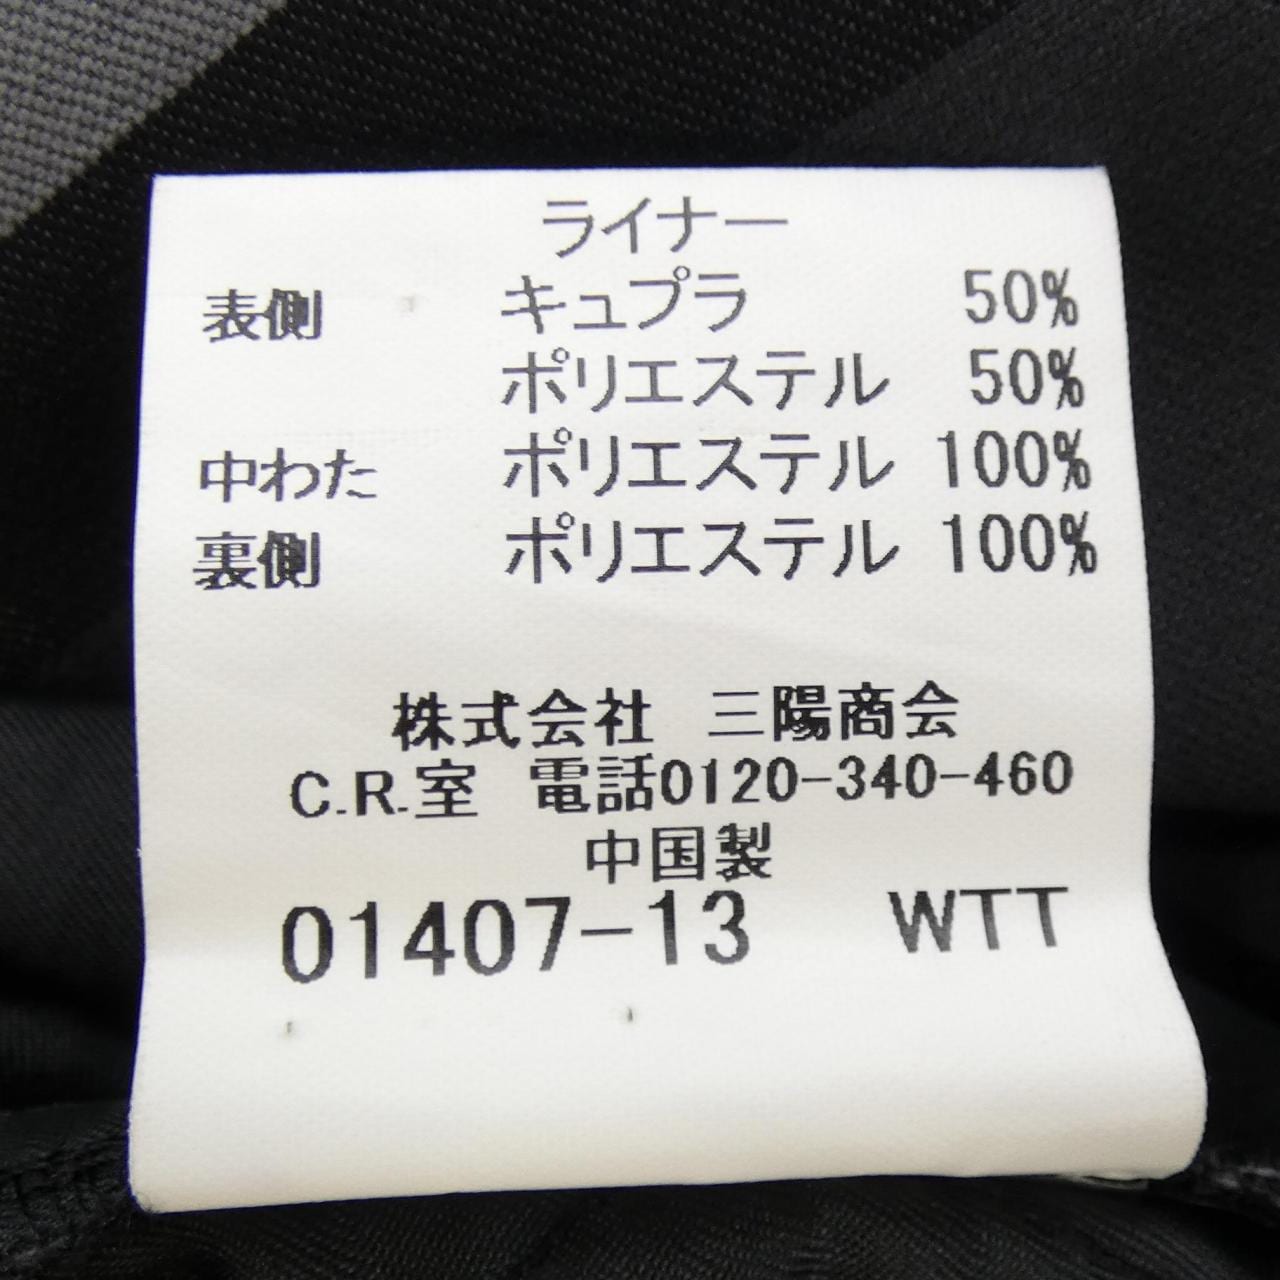 ライナー
表側 キュプラ 50%
ポリエステル 50%
中わた ポリエステル 100%
裏側 ポリエステル 100%
株式会社 三陽商会
C.R.室 電話0120-340-460
中国製
01407-13 WTT